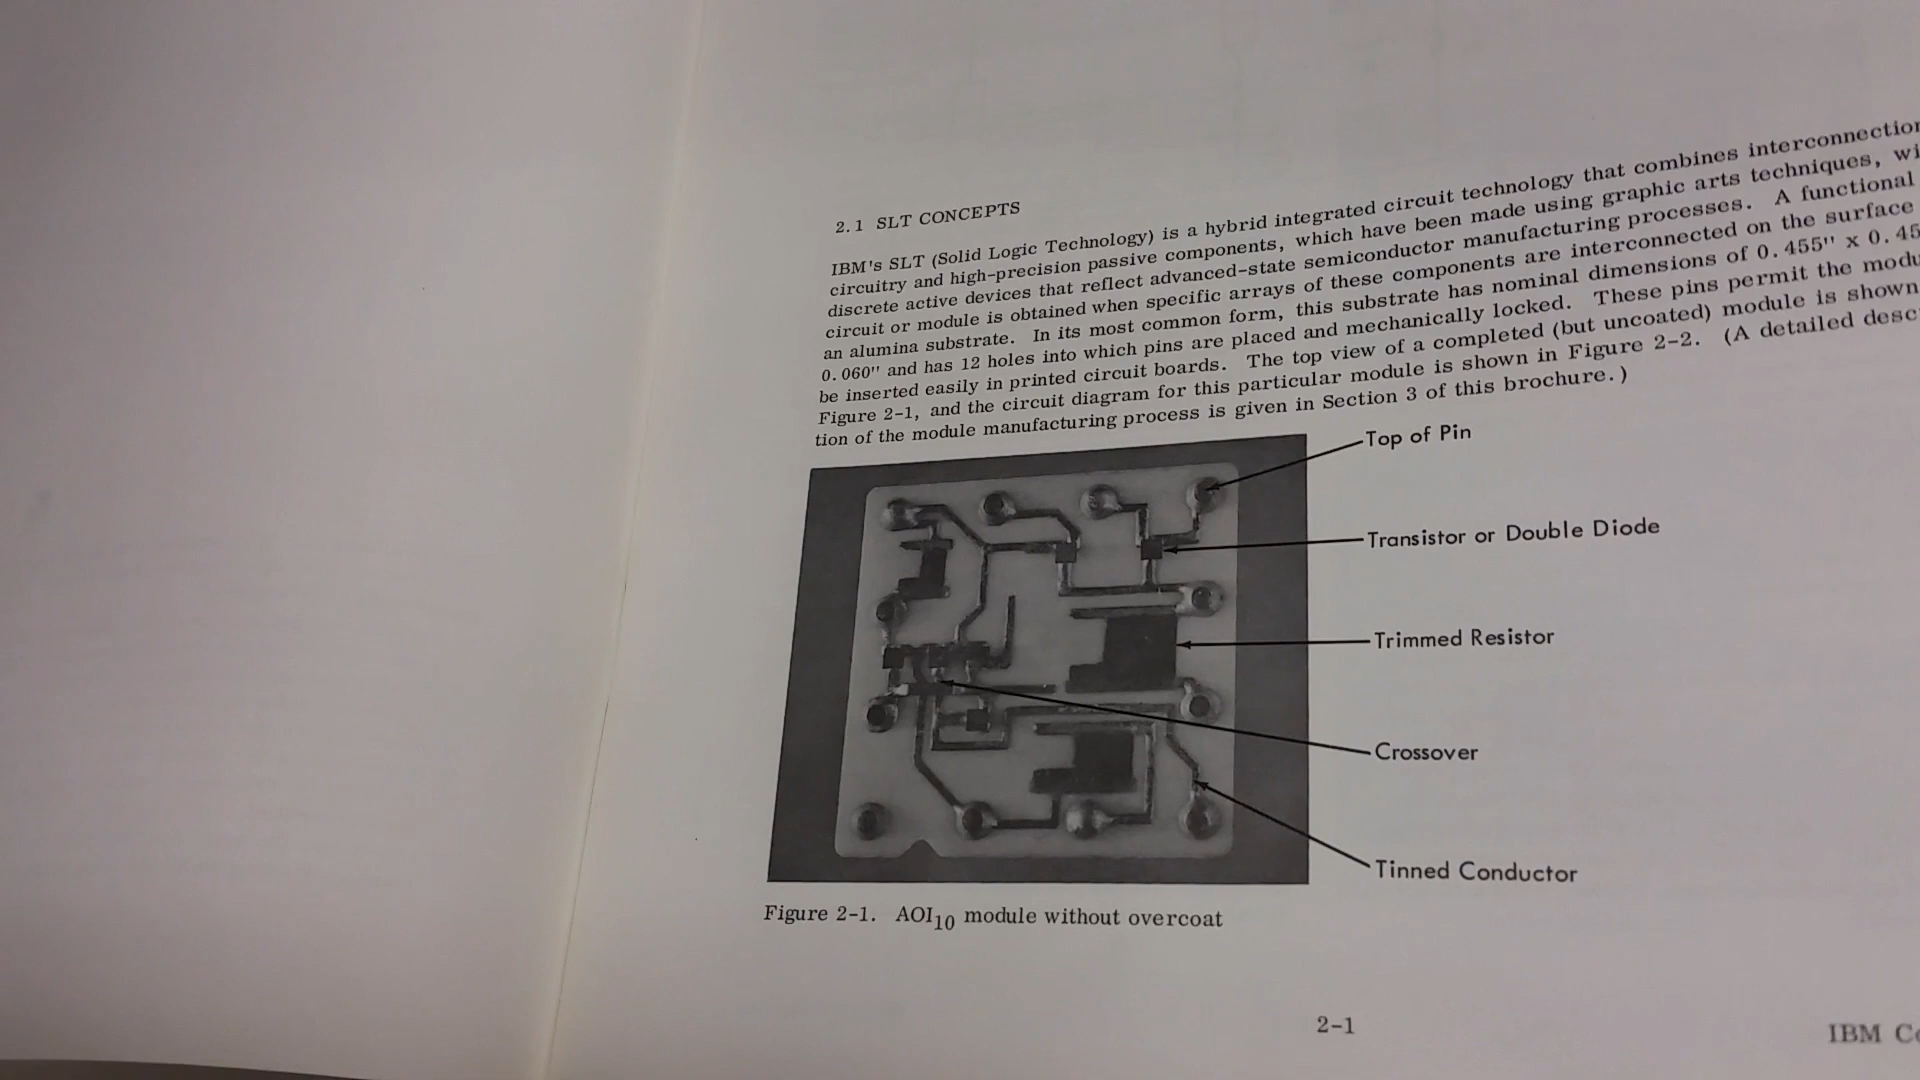 2.1 SLT CONCEPTS
IBM's SLT (Solid Logic Technology) is a hybrid integrated circuit technology that combines interconnection
circuitry and high-precision passive components, which have been made using graphic arts techniques, wi
discrete active devices that reflect advanced-state semiconductor manufacturing processes. A functional
circuit or module is obtained when specific arrays of these components are interconnected on the surface
an alumina substrate. In its most common form, this substrate has nominal dimensions of 0.455" x 0.45
0.060" and has 12 holes into which pins are placed and mechanically locked. These pins permit the modu
be inserted easily in printed circuit boards. The top view of a completed (but uncoated) module is shown
Figure 2-1, and the circuit diagram for this particular module is shown in Figure 2-2. (A detailed desc
tion of the module manufacturing process is given in Section 3 of this brochure.)
Top of Pin
Transistor or Double Diode
Trimmed Resistor
Crossover
Tinned Conductor
Figure 2-1. AOI10 module without overcoat
2-1
IBM Co